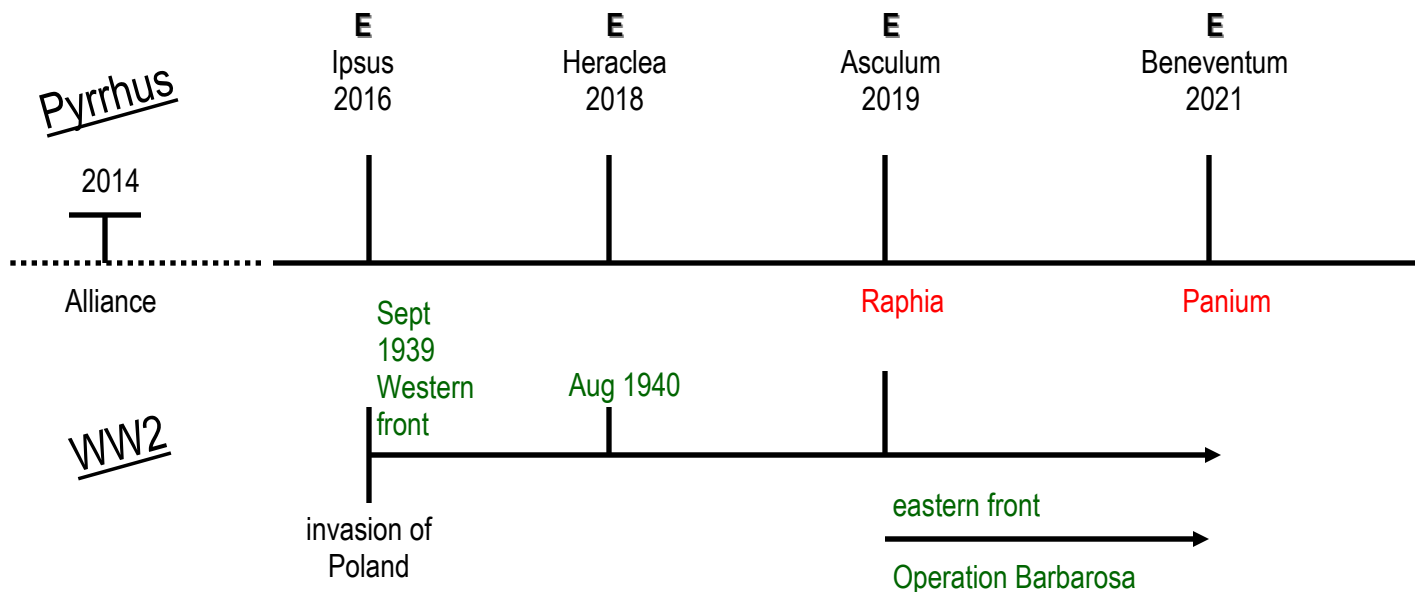 E
Ipsus
2016
E
Heraclea
2018
E
Asculum
2019
E
Beneventum
2021
Pyrrhus
2014
Alliance
Raphia
Panium
Sept
1939
Western
front
Aug 1940
WW2
invasion of
Poland
eastern front
Operation Barbarosa